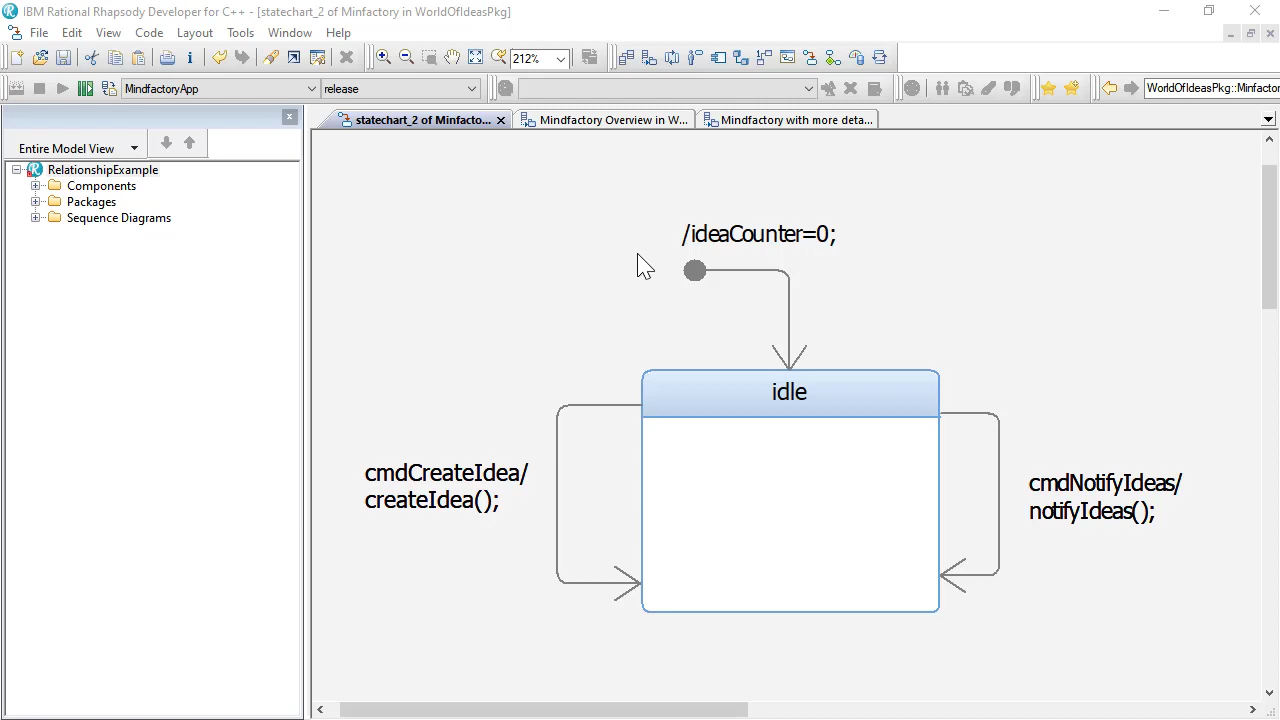 IBM Rational Rhapsody Developer for C++ - [statechart_2 of Minfactory in WorldOfIdeasPkg]
File Edit View Code Layout Tools Window Help
212%
MindfactoryApp release WorldOfIdeasPkg::Minfactor
statechart_2 of Minfacto... Mindfactory Overview in W... Mindfactory with more deta...
Entire Model View
RelationshipExample
Components
Packages
Sequence Diagrams
/ideaCounter=0;
idle
cmdCreateIdea/
createIdea();
cmdNotifyIdeas/
notifyIdeas();